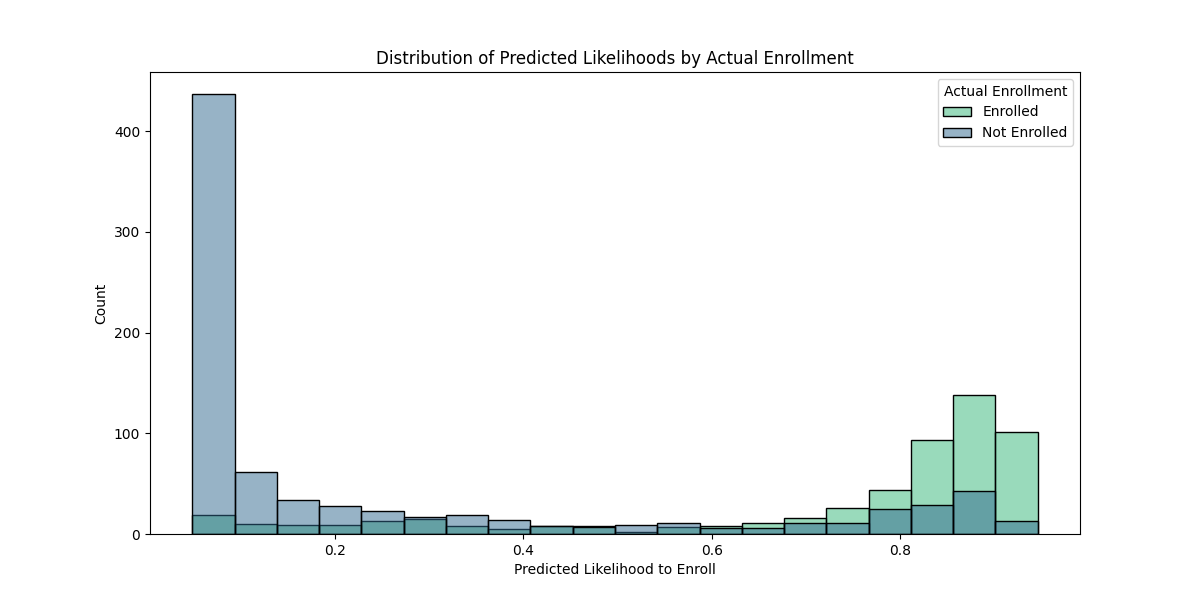 Distribution of Predicted Likelihoods by Actual Enrollment
Actual Enrollment
Enrolled
Not Enrolled
400
300
200
100
0
Count
0.2 0.4 0.6 0.8
Predicted Likelihood to Enroll